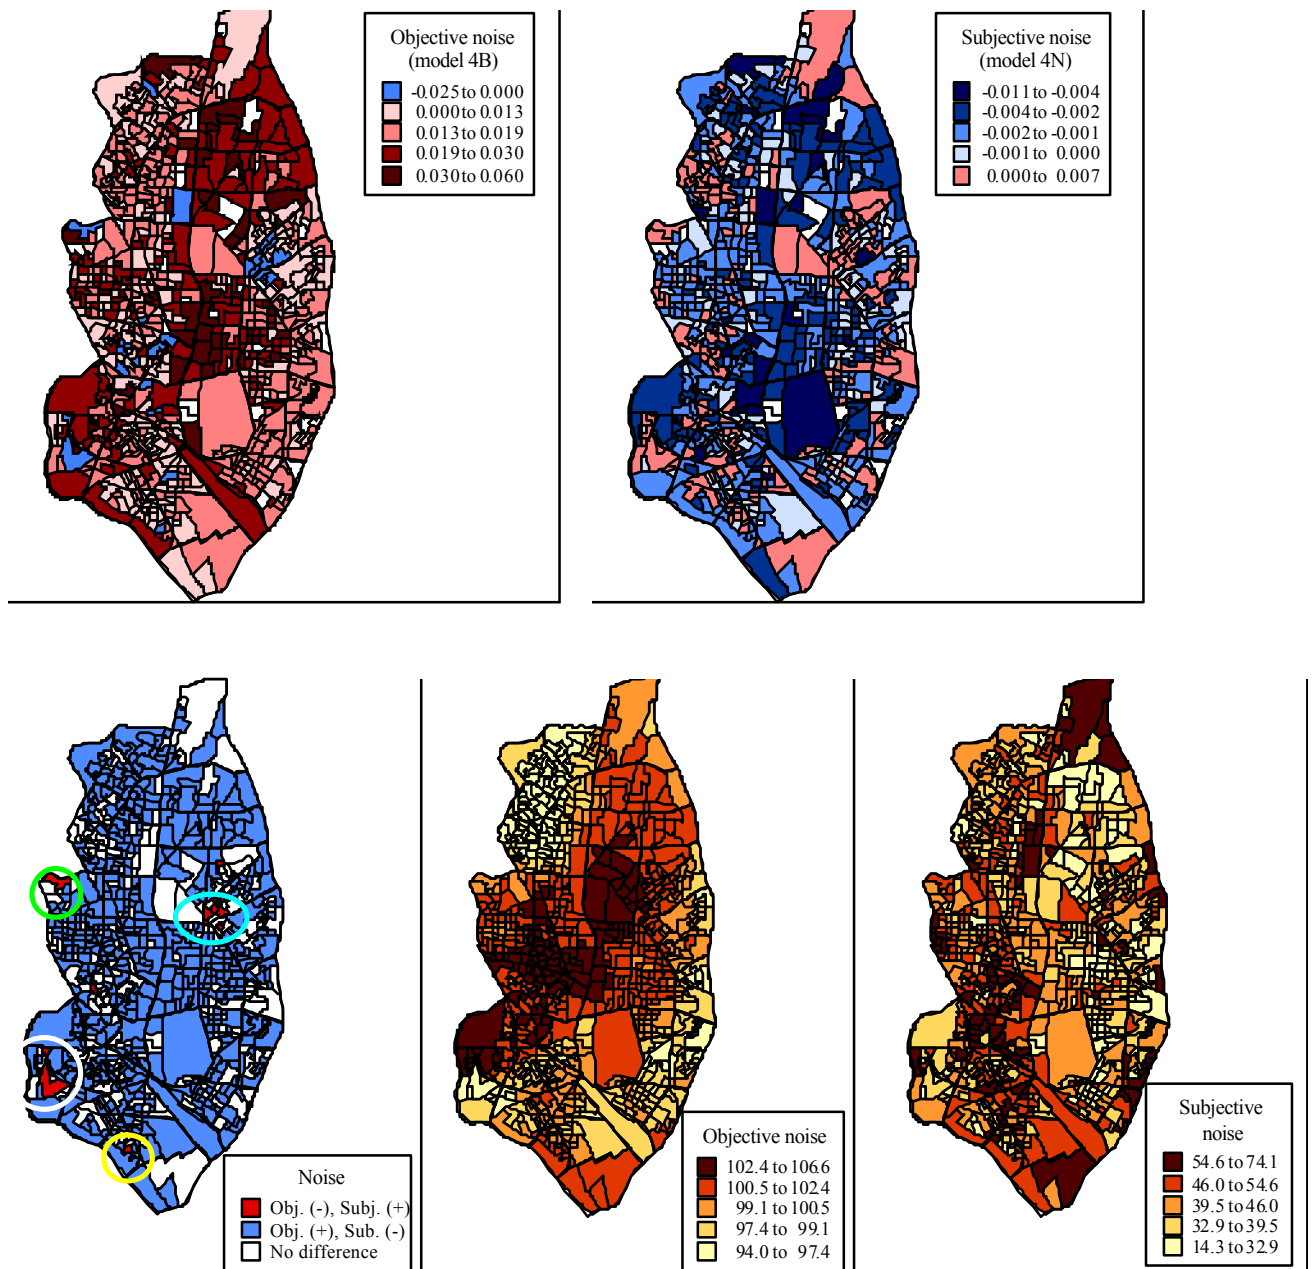 Objective noise
(model 4B)
-0.025 to 0.000
0.000 to 0.013
0.013 to 0.019
0.019 to 0.030
0.030 to 0.060
Subjective noise
(model 4N)
-0.011 to -0.004
-0.004 to -0.002
-0.002 to -0.001
-0.001 to 0.000
0.000 to 0.007
Noise
Obj. (-), Subj. (+)
Obj. (+), Sub. (-)
No difference
Objective noise
102.4 to 106.6
100.5 to 102.4
99.1 to 100.5
97.4 to 99.1
94.0 to 97.4
Subjective
noise
54.6 to 74.1
46.0 to 54.6
39.5 to 46.0
32.9 to 39.5
14.3 to 32.9